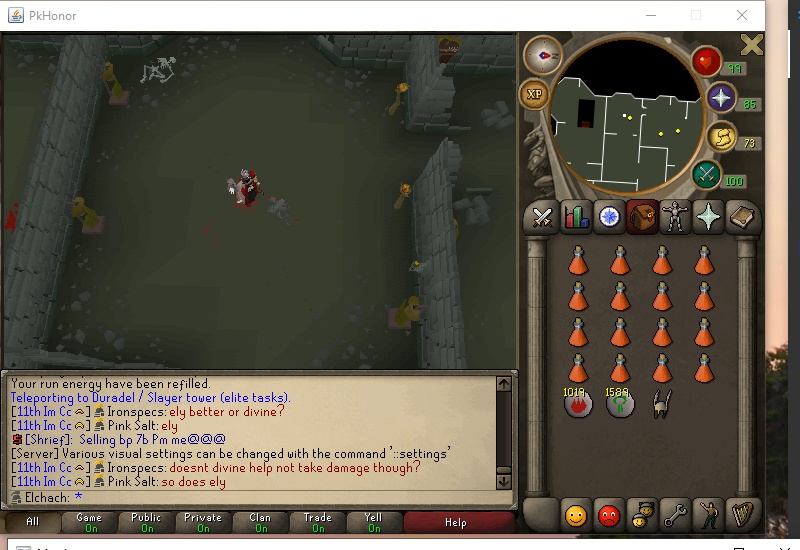 PkHonor
N
XP
99
85
73
100
1019
1589
Your run energy have been refilled.
Teleporting to Duradel / Slayer tower (elite tasks).
[11th Im Cc] Ironspecs: ely better or divine?
[11th Im Cc] Pink Salt: ely
[Shrief]: Selling bp 7b Pm me@@@
[Server] Various visual settings can be changed with the command '::settings'
[11th Im Cc] Ironspecs: doesnt divine help not take damage though?
[11th Im Cc] Pink Salt: so does ely
Elchach: *
All
Game On
Public On
Private On
Clan On
Trade On
Yell On
Help